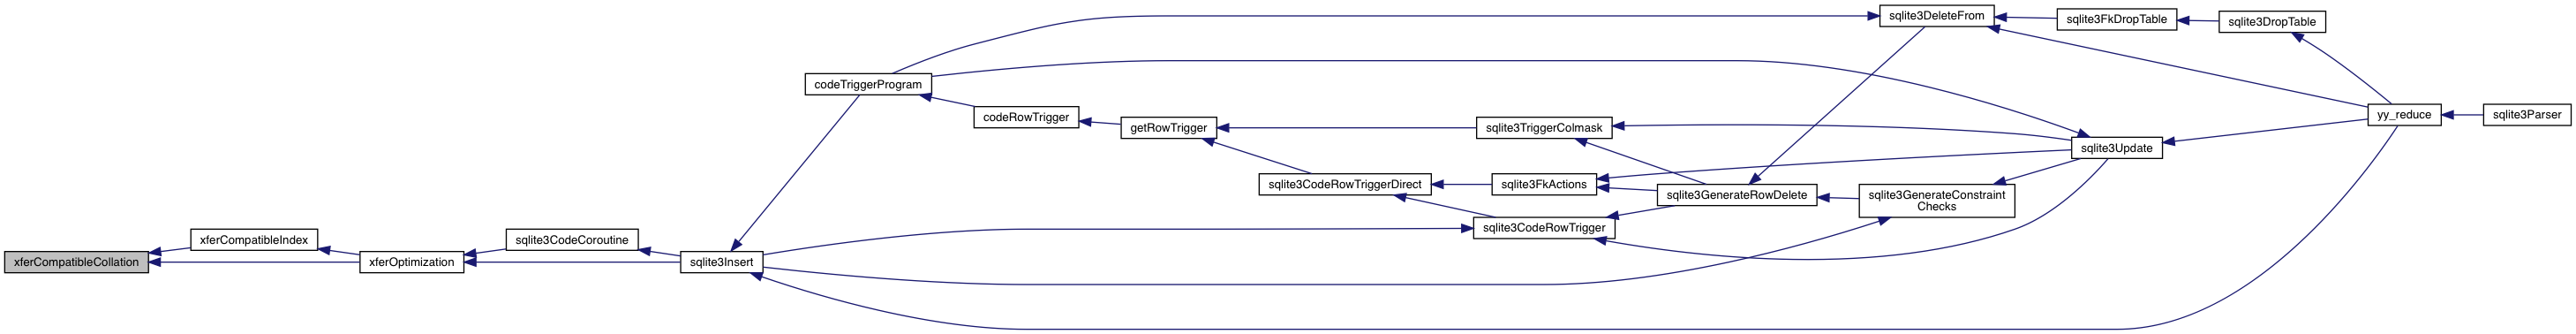 xferCompatibleCollation
xferCompatibleIndex
xferOptimization
sqlite3CodeCoroutine
sqlite3Insert
codeTriggerProgram
codeRowTrigger
getRowTrigger
sqlite3CodeRowTriggerDirect
sqlite3TriggerColmask
sqlite3FkActions
sqlite3CodeRowTrigger
sqlite3GenerateRowDelete
sqlite3DeleteFrom
sqlite3GenerateConstraint
Checks
sqlite3FkDropTable
sqlite3Update
sqlite3DropTable
yy_reduce
sqlite3Parser